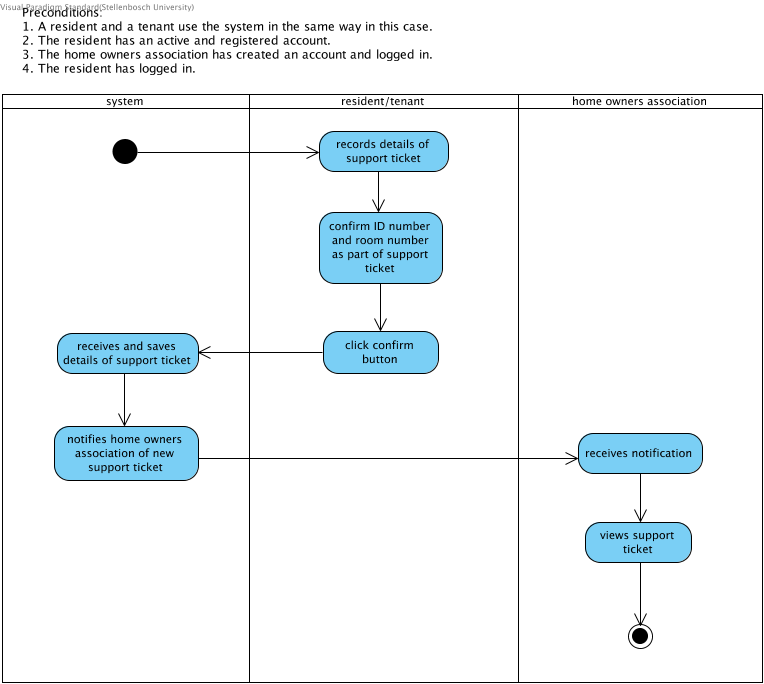 Visual Paradigm Standard(Stellenbosch University)
Preconditions:
1. A resident and a tenant use the system in the same way in this case.
2. The resident has an active and registered account.
3. The home owners association has created an account and logged in.
4. The resident has logged in.
system
resident/tenant
home owners association
records details of
support ticket
confirm ID number
and room number
as part of support
ticket
click confirm
button
receives and saves
details of support ticket
notifies home owners
association of new
support ticket
receives notification
views support
ticket